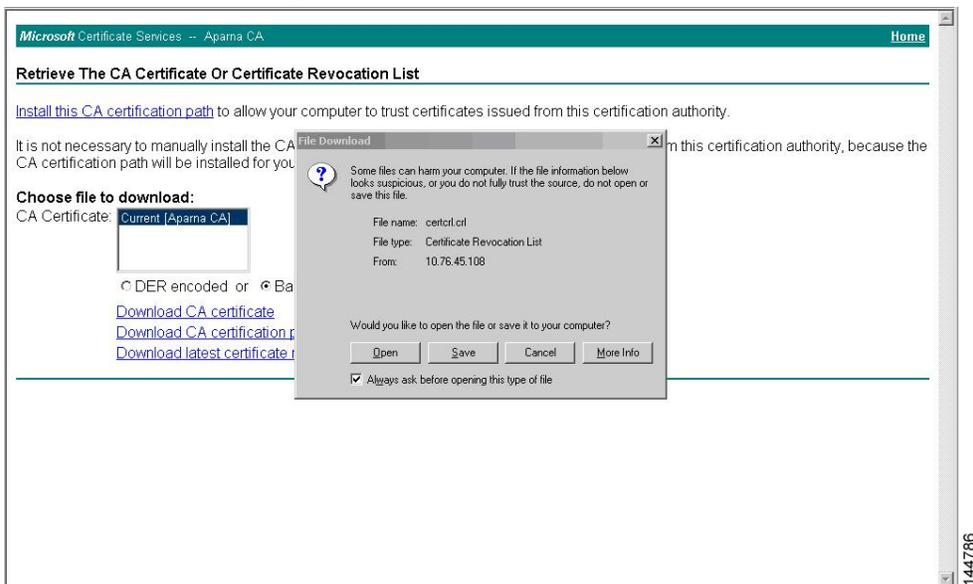 Microsoft Certificate Services -- Aparna CA Home
Retrieve The CA Certificate Or Certificate Revocation List
Install this CA certification path to allow your computer to trust certificates issued from this certification authority.
It is not necessary to manually install the CA
m this certification authority, because the
CA certification path will be installed for you
Choose file to download:
CA Certificate: Current [Aparna CA]
DER encoded or Ba
Download CA certificate
Download CA certification p
Download latest certificate r
File Download
Some files can harm your computer. If the file information below
looks suspicious, or you do not fully trust the source, do not open or
save this file.
File name: certcrl.crl
File type: Certificate Revocation List
From: 10.76.45.108
Would you like to open the file or save it to your computer?
Open Save Cancel More Info
Always ask before opening this type of file
144786